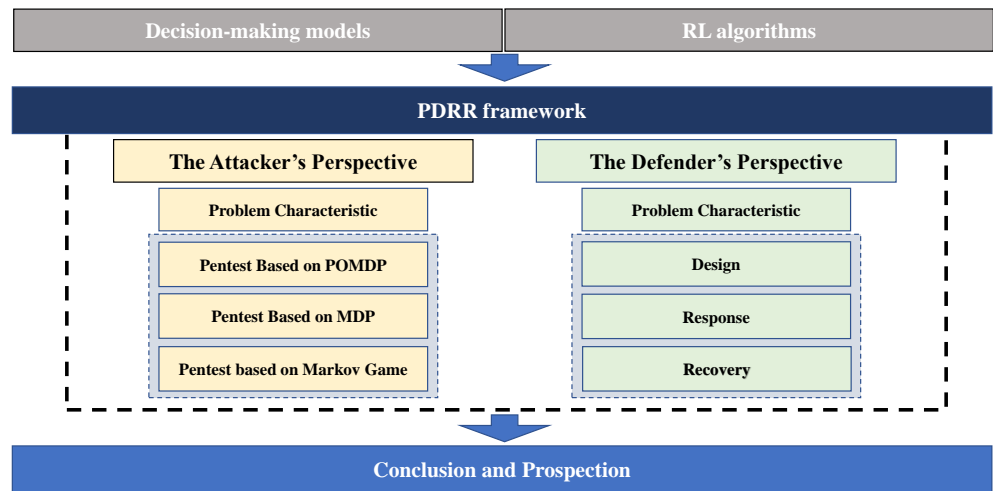 Decision-making models
RL algorithms
PDRR framework
The Attacker's Perspective
Problem Characteristic
Pentest Based on POMDP
Pentest Based on MDP
Pentest based on Markov Game
The Defender's Perspective
Problem Characteristic
Design
Response
Recovery
Conclusion and Prospection